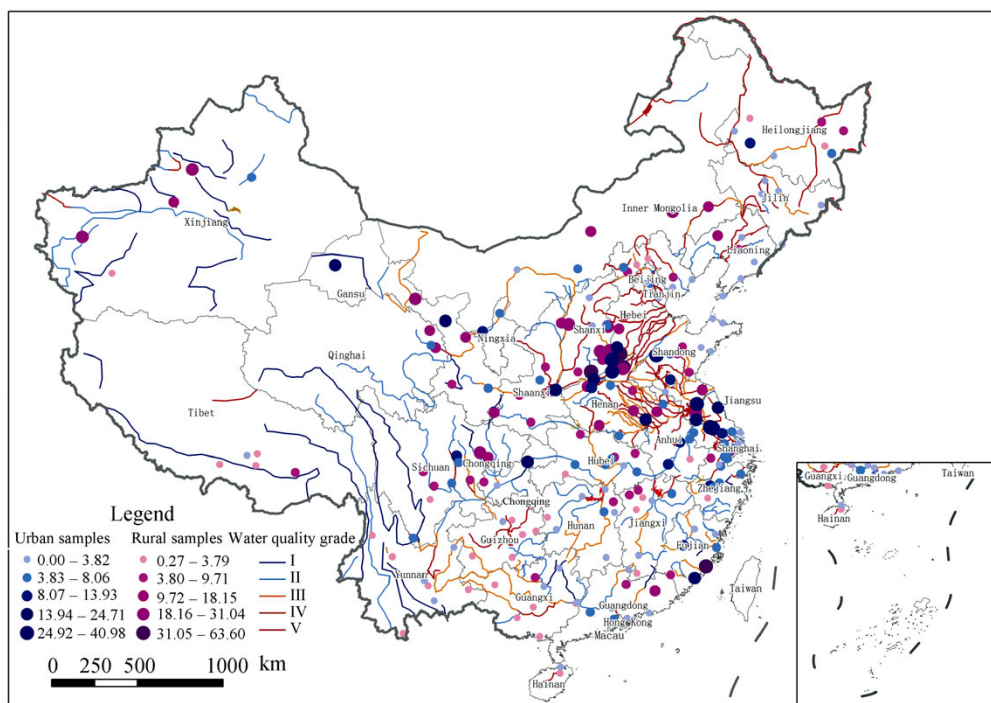 Heilongjiang
Jilin
Inner Mongolia
Liaoning
Xinjiang
Beijing
Tianjin
Gansu
Hebei
Shanxi
Ningxia
Shandong
Qinghai
Shaanxi
Jiangsu
Tibet
Henan
Anhui
Shanghai
Sichuan
Chongqing
Hubei
Zhejiang
Chongqing
Hunan
Jiangxi
Guizhou
Fujian
Yunnan
Guangxi
Guangdong
Taiwan
Hong Kong
Macau
Hainan
Legend
Urban samples Rural samples Water quality grade
0.00 – 3.82 0.27 – 3.79 I
3.83 – 8.06 3.80 – 9.71 II
8.07 – 13.93 9.72 – 18.15 III
13.94 – 24.71 18.16 – 31.04 IV
24.92 – 40.98 31.05 – 63.60 V
0 250 500 1000 km
Taiwan
Guangxi Guangdong
Hainan